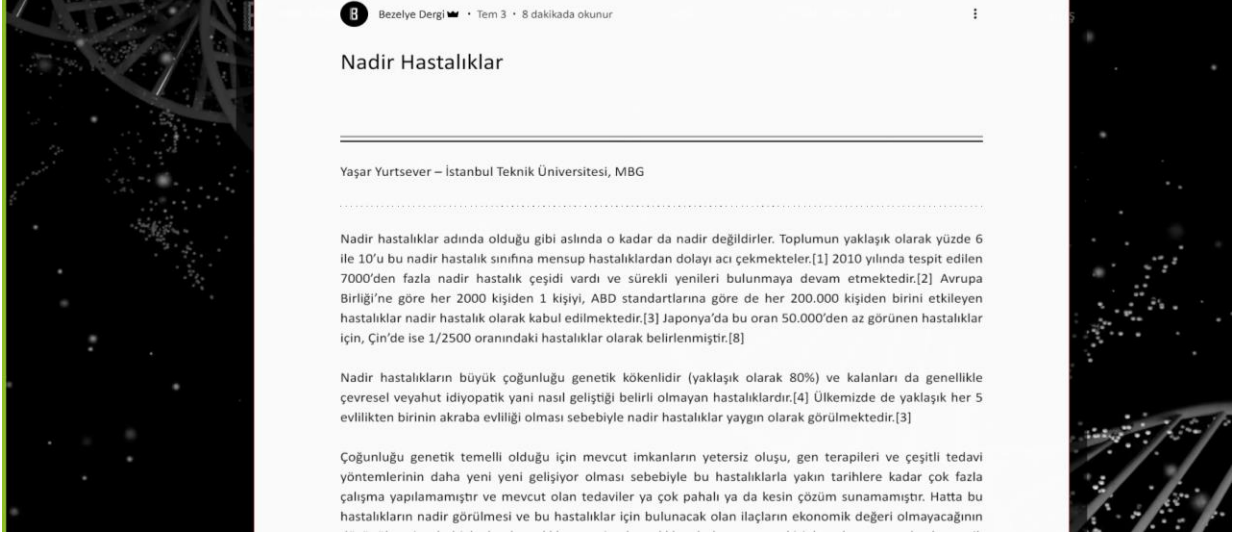 B Bezelye Dergi • Tem 3 • 8 dakikada okunur
Nadir Hastalıklar
Yaşar Yurtsever – İstanbul Teknik Üniversitesi, MBG
Nadir hastalıklar adında olduğu gibi aslında o kadar da nadir değildirler. Toplumun yaklaşık olarak yüzde 6
ile 10’u bu nadir hastalık sınıfına mensup hastalıklardan dolayı acı çekmekteler.[1] 2010 yılında tespit edilen
7000’den fazla nadir hastalık çeşidi vardı ve sürekli yenileri bulunmaya devam etmektedir.[2] Avrupa
Birliği’ne göre her 2000 kişiden 1 kişiyi, ABD standartlarına göre de her 200.000 kişiden birini etkileyen
hastalıklar nadir hastalık olarak kabul edilmektedir.[3] Japonya’da bu oran 50.000’den az görünen hastalıklar
için, Çin’de ise 1/2500 oranındaki hastalıklar olarak belirlenmiştir.[8]
Nadir hastalıkların büyük çoğunluğu genetik kökenlidir (yaklaşık olarak 80%) ve kalanları da genellikle
çevresel veyahut idiyopatik yani nasıl geliştiği belirli olmayan hastalıklardır.[4] Ülkemizde de yaklaşık her 5
evlilikten birinin akraba evliliği olması sebebiyle nadir hastalıklar yaygın olarak görülmektedir.[3]
Çoğunluğu genetik temelli olduğu için mevcut imkanların yetersiz oluşu, gen terapileri ve çeşitli tedavi
yöntemlerinin daha yeni yeni gelişiyor olması sebebiyle bu hastalıklarla yakın tarihlere kadar çok fazla
çalışma yapılamamıştır ve mevcut olan tedaviler ya çok pahalı ya da kesin çözüm sunamamıştır. Hatta bu
hastalıkların nadir görülmesi ve bu hastalıklar için bulunacak olan ilaçların ekonomik değeri olmayacağının